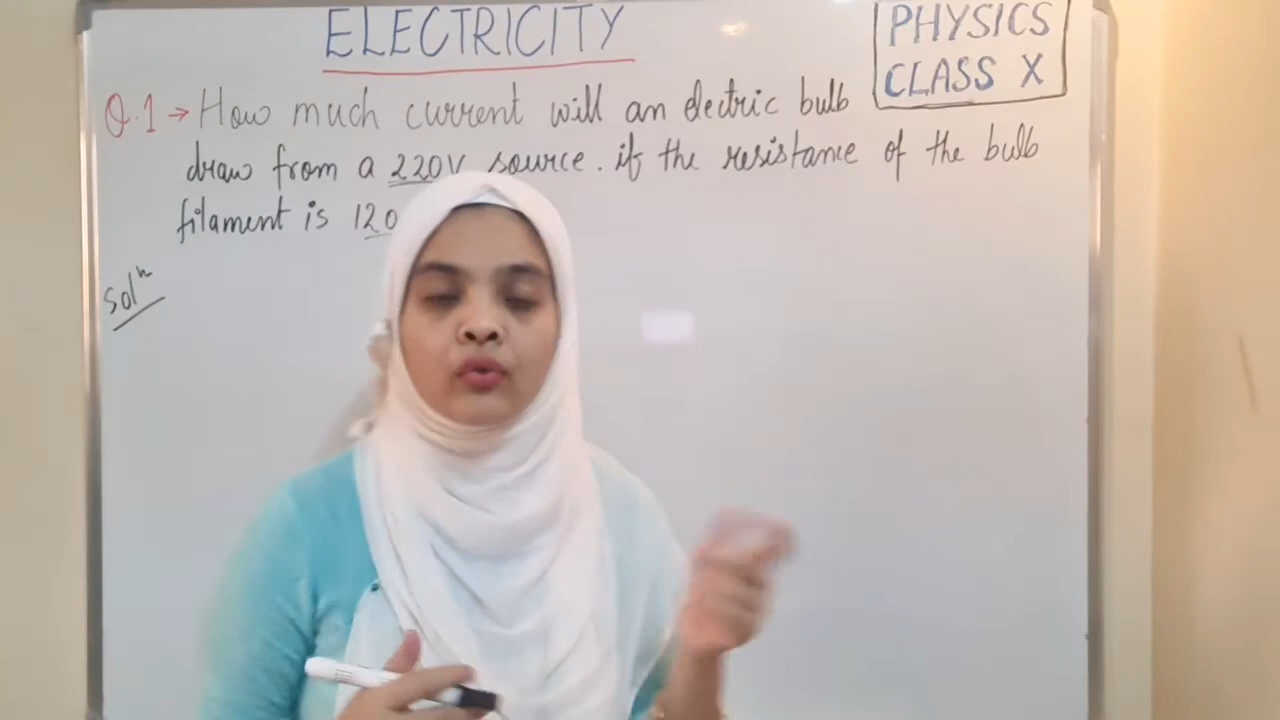 ELECTRICITY
PHYSICS
CLASS X
Q.1 → How much current will an electric bulb
draw from a 220V source. if the resistance of the bulb
filament is 120
Solⁿ